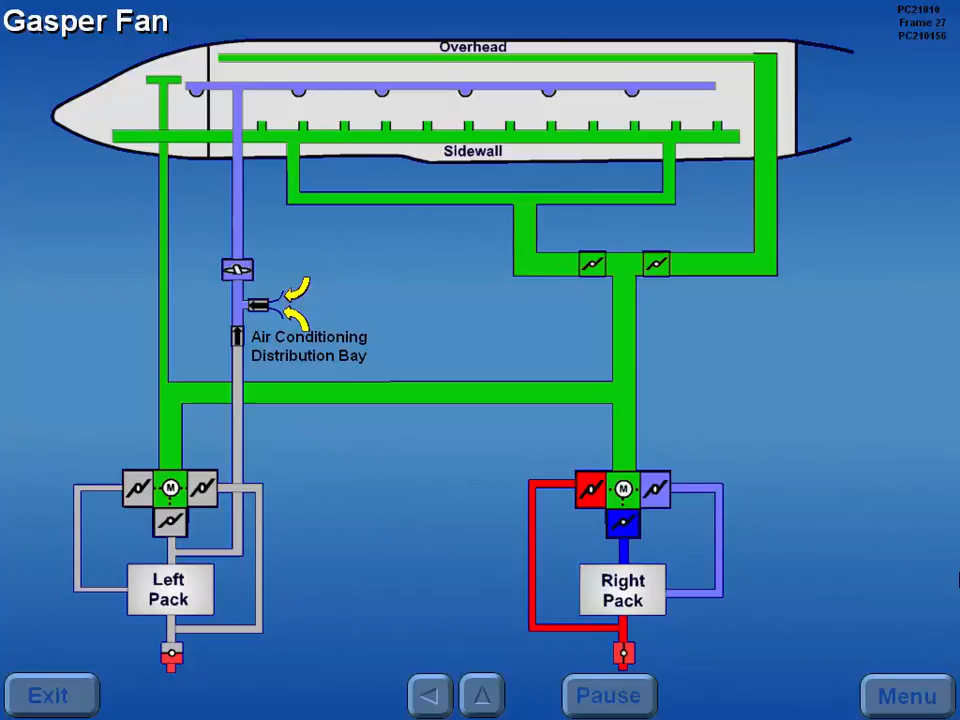 Gasper Fan
PC21010
Frame 27
PC210156
Overhead
Sidewall
Air Conditioning
Distribution Bay
M
M
Left
Pack
Right
Pack
Exit
Pause
Menu